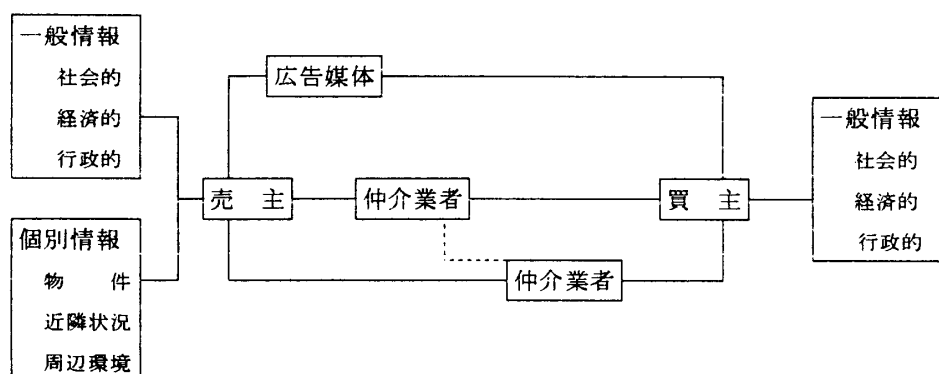 一般情報
社会的
経済的
行政的
個別情報
物 件
近隣状況
周辺環境
広告媒体
売 主
仲介業者
仲介業者
買 主
一般情報
社会的
経済的
行政的